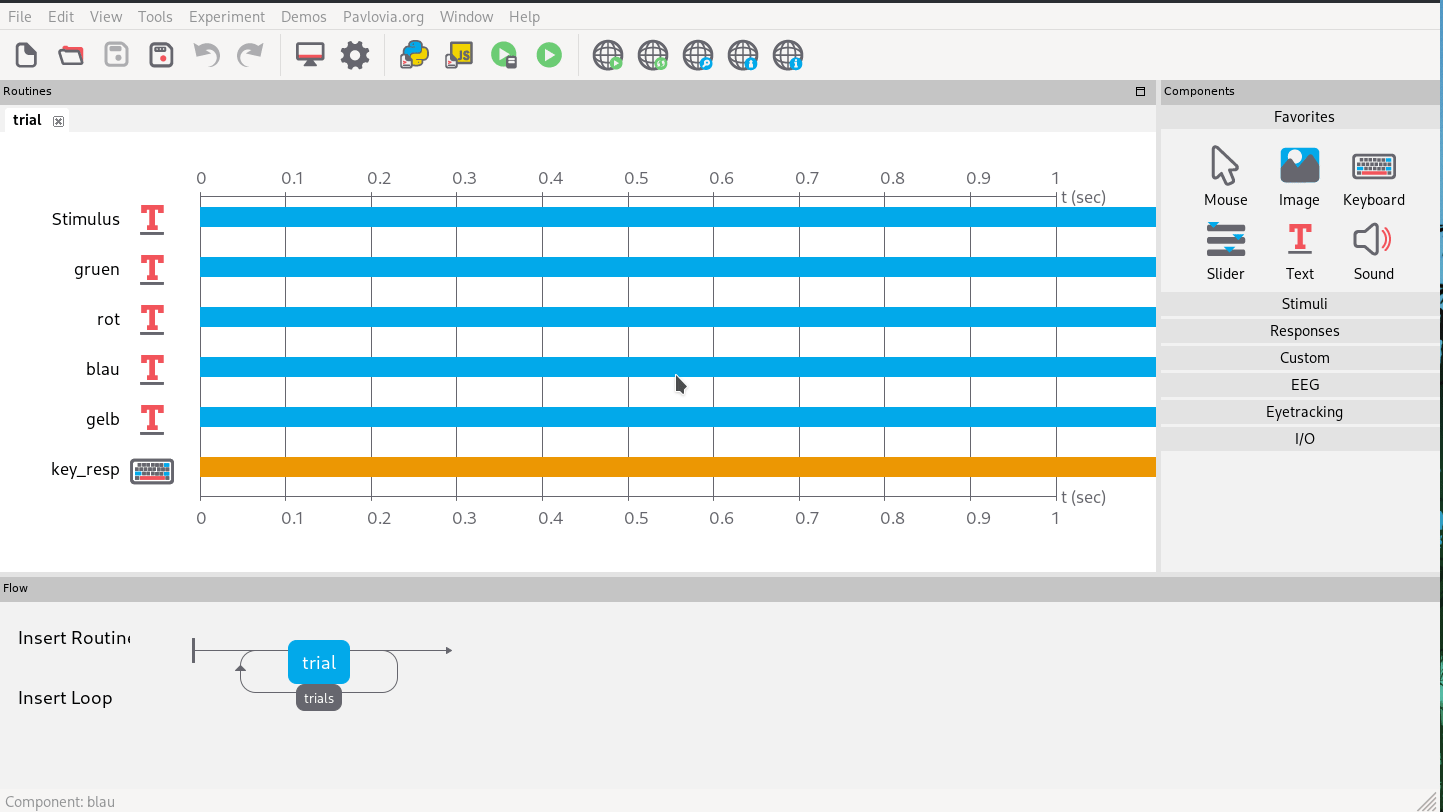 File Edit View Tools Experiment Demos Pavlovia.org Window Help
JS
Routines
trial
0 0.1 0.2 0.3 0.4 0.5 0.6 0.7 0.8 0.9 1
t (sec)
Stimulus
gruen
rot
blau
gelb
key_resp
t (sec)
0 0.1 0.2 0.3 0.4 0.5 0.6 0.7 0.8 0.9 1
Components
Favorites
Mouse Image Keyboard
Slider Text Sound
Stimuli
Responses
Custom
EEG
Eyetracking
I/O
Flow
Insert Routine
Insert Loop
trial
trials
Component: blau